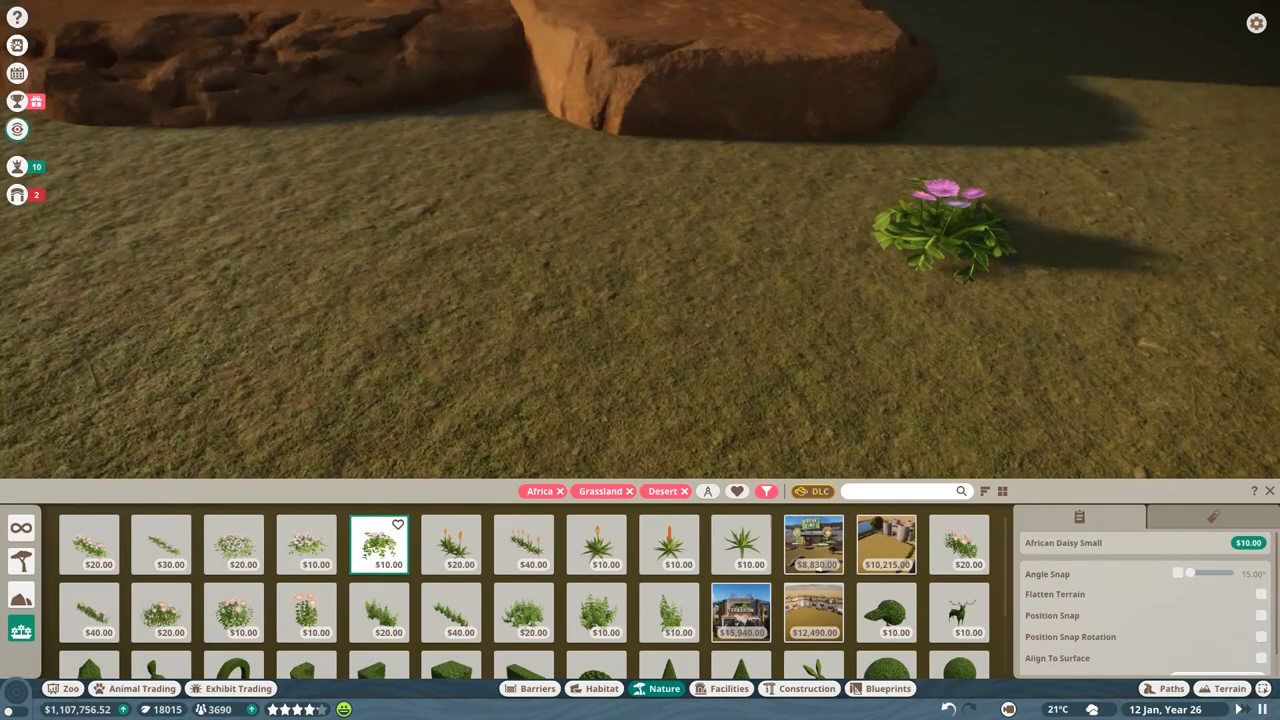 ?
10
2
Africa ✕ Grassland ✕ Desert ✕ DLC ? ✕
$20.00 $30.00 $20.00 $10.00 $10.00 $20.00 $40.00 $10.00 $10.00 $10.00 $8,830.00 $10,215.00 $20.00
$40.00 $20.00 $10.00 $10.00 $20.00 $40.00 $20.00 $10.00 $10.00 $15,940.00 $12,490.00 $10.00 $10.00
African Daisy Small $10.00
Angle Snap 15.00°
Flatten Terrain
Position Snap
Position Snap Rotation
Align To Surface
Zoo Animal Trading Exhibit Trading Barriers Habitat Nature Facilities Construction Blueprints Paths Terrain
$1,107,756.52 18015 3690 21°C 12 Jan, Year 26